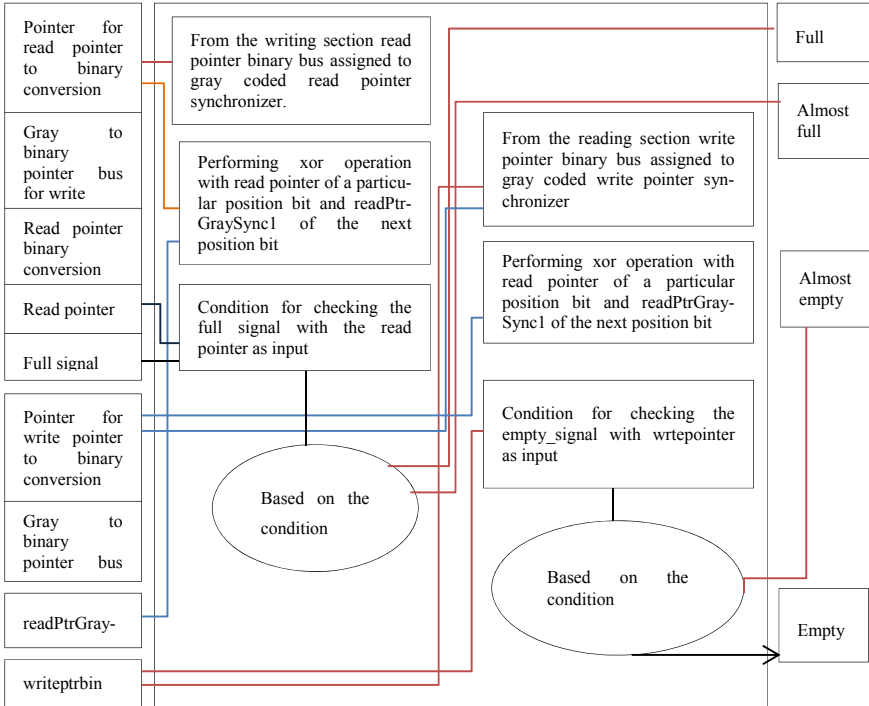 Pointer for
read pointer
to binary
conversion
Gray to
binary
pointer bus
for write
Read pointer
binary
conversion
Read pointer
Full signal
Pointer for
write pointer
to binary
conversion
Gray to
binary
pointer bus
readPtrGray-
writeptrbin
From the writing section read
pointer binary bus assigned to
gray coded read pointer
synchronizer.
Performing xor operation
with read pointer of a particu-
lar position bit and readPtr-
GraySync1 of the next
position bit
Condition for checking the
full signal with the read
pointer as input
Based on the
condition
From the reading section write
pointer binary bus assigned to
gray coded write pointer syn-
chronizer
Performing xor operation with
read pointer of a particular
position bit and readPtrGray-
Sync1 of the next position bit
Condition for checking the
empty_signal with wrtepointer
as input
Based on the
condition
Full
Almost
full
Almost
empty
Empty